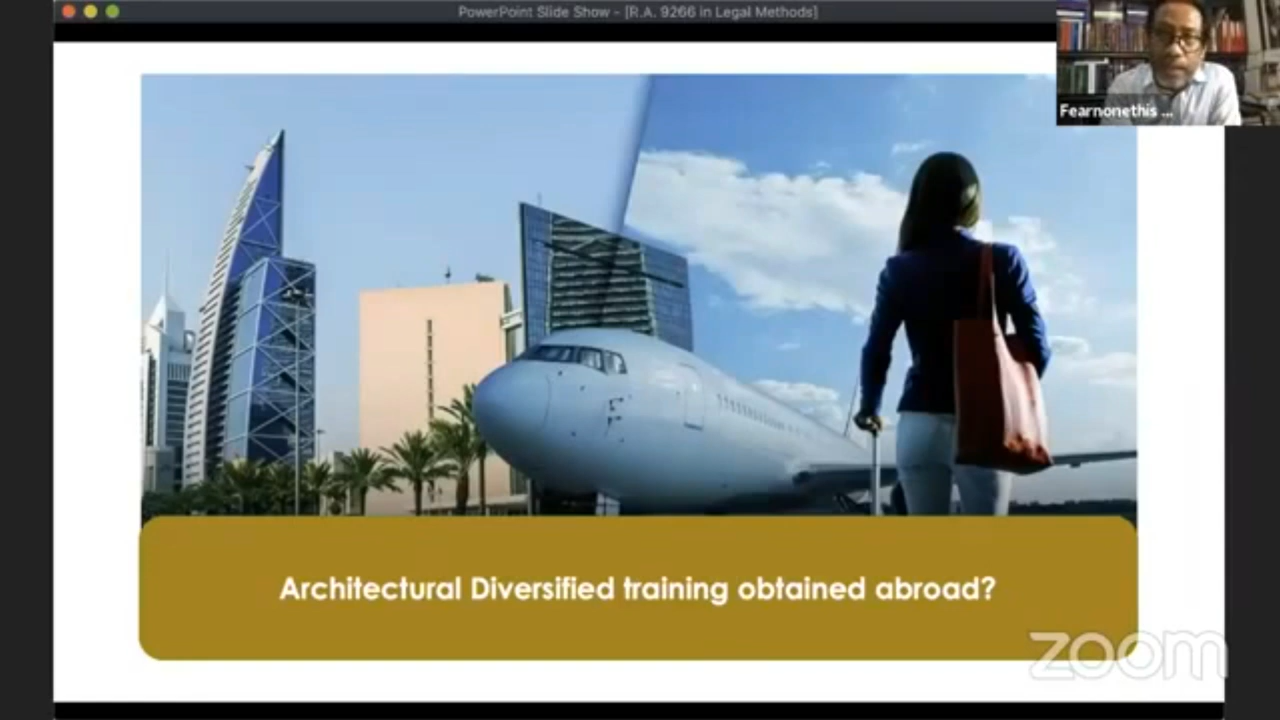 PowerPoint Slide Show - [R.A. 9266 in Legal Methods]
Fearnonethis ...
Architectural Diversified training obtained abroad?
zoom